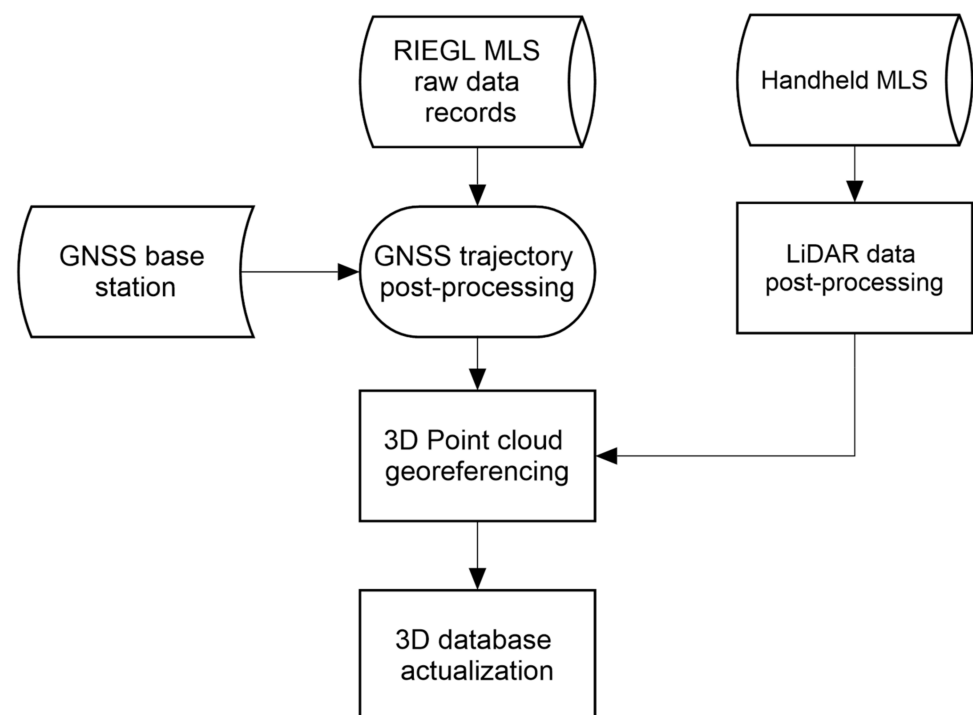 RIEGL MLS
raw data
records
Handheld MLS
GNSS base
station
GNSS trajectory
post-processing
LiDAR data
post-processing
3D Point cloud
georeferencing
3D database
actualization